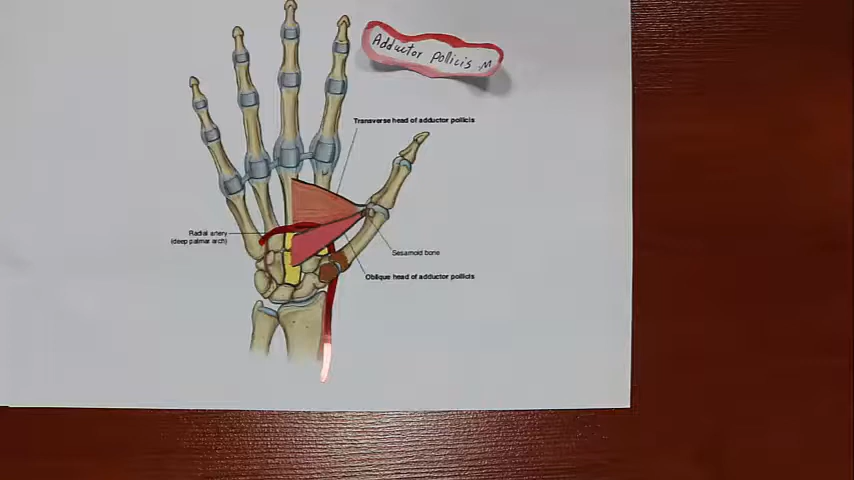 Adductor pollicis .M
Transverse head of adductor pollicis
Radial artery
(deep palmar arch)
Sesamoid bone
Oblique head of adductor pollicis